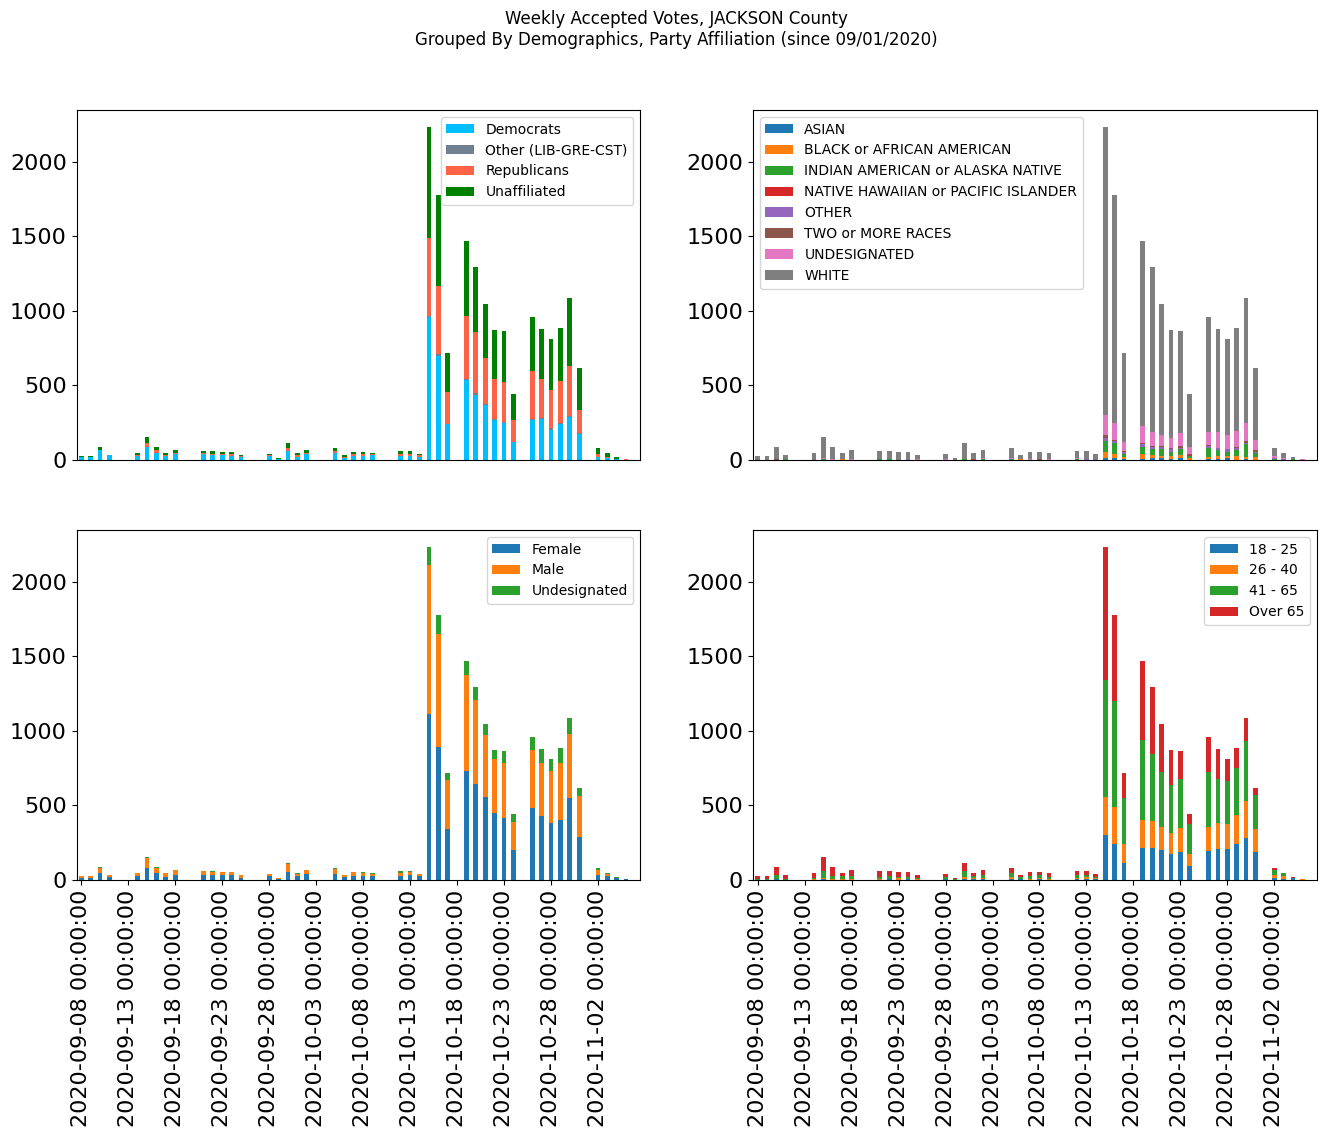 Weekly Accepted Votes, JACKSON County
Grouped By Demographics, Party Affiliation (since 09/01/2020)
2000
1500
1000
500
0
Democrats
Other (LIB-GRE-CST)
Republicans
Unaffiliated
2000
1500
1000
500
0
ASIAN
BLACK or AFRICAN AMERICAN
INDIAN AMERICAN or ALASKA NATIVE
NATIVE HAWAIIAN or PACIFIC ISLANDER
OTHER
TWO or MORE RACES
UNDESIGNATED
WHITE
2000
1500
1000
500
0
Female
Male
Undesignated
2020-09-08 00:00:00
2020-09-13 00:00:00
2020-09-18 00:00:00
2020-09-23 00:00:00
2020-09-28 00:00:00
2020-10-03 00:00:00
2020-10-08 00:00:00
2020-10-13 00:00:00
2020-10-18 00:00:00
2020-10-23 00:00:00
2020-10-28 00:00:00
2020-11-02 00:00:00
2000
1500
1000
500
0
18 - 25
26 - 40
41 - 65
Over 65
2020-09-08 00:00:00
2020-09-13 00:00:00
2020-09-18 00:00:00
2020-09-23 00:00:00
2020-09-28 00:00:00
2020-10-03 00:00:00
2020-10-08 00:00:00
2020-10-13 00:00:00
2020-10-18 00:00:00
2020-10-23 00:00:00
2020-10-28 00:00:00
2020-11-02 00:00:00